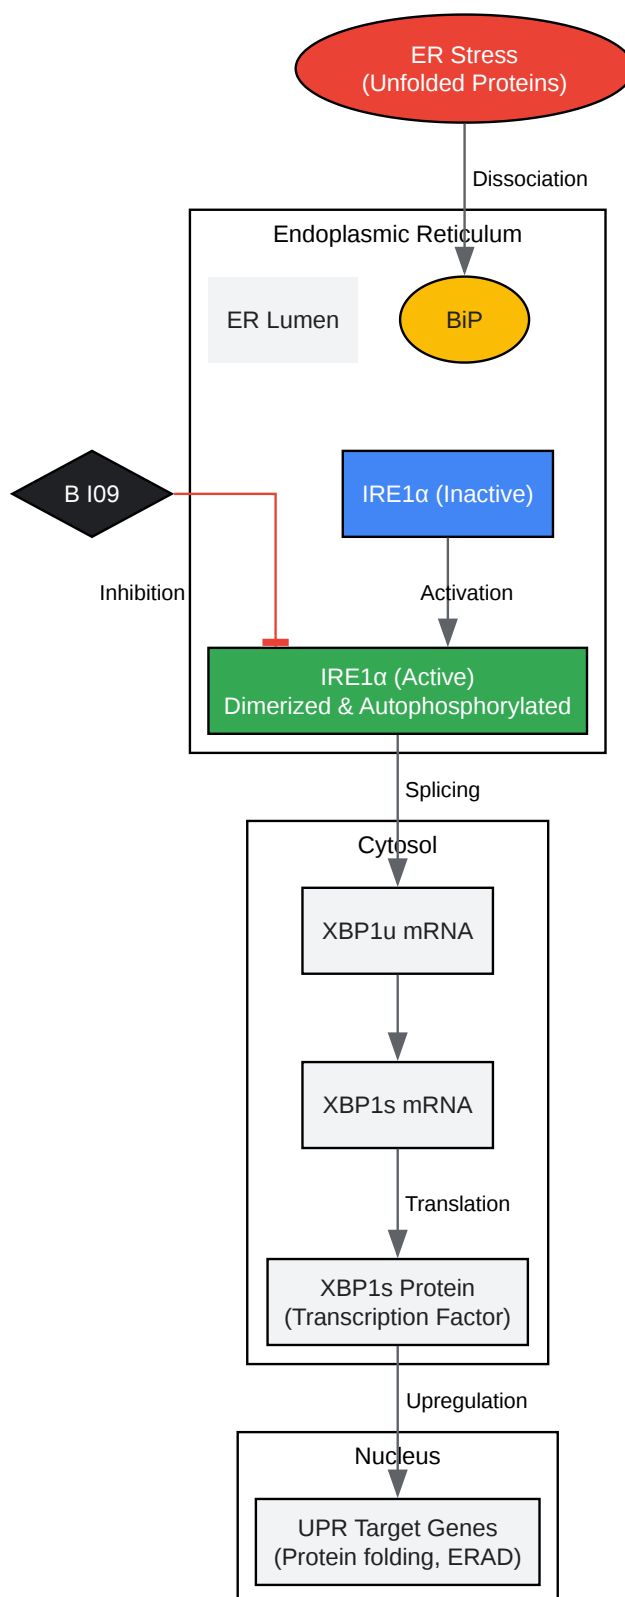 ER Stress
(Unfolded Proteins)
Dissociation
Endoplasmic Reticulum
ER Lumen
BiP
B I09
IRE1α (Inactive)
Inhibition
Activation
IRE1α (Active)
Dimerized & Autophosphorylated
Splicing
Cytosol
XBP1u mRNA
XBP1s mRNA
Translation
XBP1s Protein
(Transcription Factor)
Upregulation
Nucleus
UPR Target Genes
(Protein folding, ERAD)